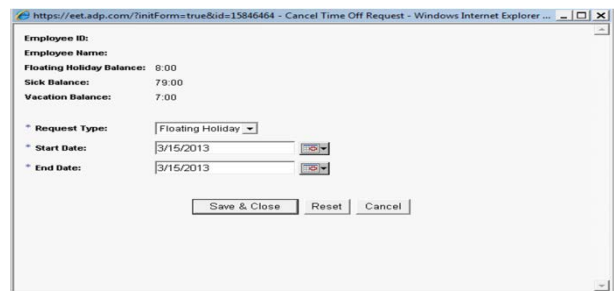 https://eet.adp.com/?initForm=true&id=15846464 - Cancel Time Off Request - Windows Internet Explorer ...
Employee ID:
Employee Name:
Floating Holiday Balance: 8:00
Sick Balance: 79:00
Vacation Balance: 7:00
* Request Type: Floating Holiday
* Start Date: 3/15/2013
* End Date: 3/15/2013
Save & Close Reset Cancel